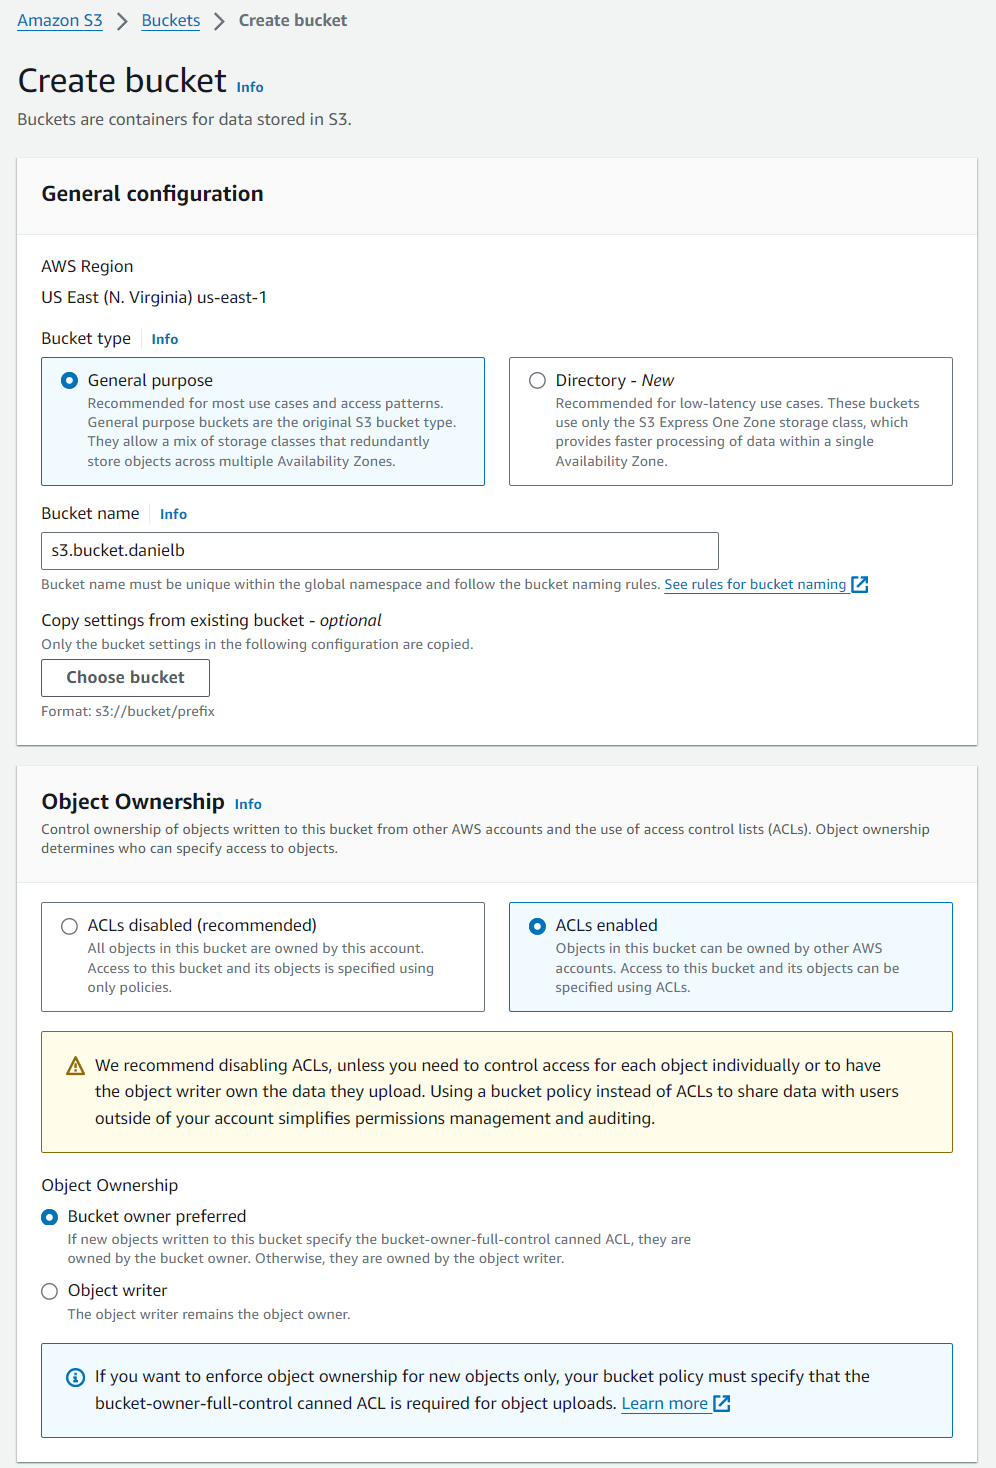 Amazon S3 > Buckets > Create bucket
Create bucket Info
Buckets are containers for data stored in S3.
General configuration
AWS Region
US East (N. Virginia) us-east-1
Bucket type Info
General purpose
Recommended for most use cases and access patterns.
General purpose buckets are the original S3 bucket type.
They allow a mix of storage classes that redundantly
store objects across multiple Availability Zones.
Directory - New
Recommended for low-latency use cases. These buckets
use only the S3 Express One Zone storage class, which
provides faster processing of data within a single
Availability Zone.
Bucket name Info
s3.bucket.danielb
Bucket name must be unique within the global namespace and follow the bucket naming rules. See rules for bucket naming
Copy settings from existing bucket - optional
Only the bucket settings in the following configuration are copied.
Choose bucket
Format: s3://bucket/prefix
Object Ownership Info
Control ownership of objects written to this bucket from other AWS accounts and the use of access control lists (ACLs). Object ownership
determines who can specify access to objects.
ACLs disabled (recommended)
All objects in this bucket are owned by this account.
Access to this bucket and its objects is specified using
only policies.
ACLs enabled
Objects in this bucket can be owned by other AWS
accounts. Access to this bucket and its objects can be
specified using ACLs.
We recommend disabling ACLs, unless you need to control access for each object individually or to have
the object writer own the data they upload. Using a bucket policy instead of ACLs to share data with users
outside of your account simplifies permissions management and auditing.
Object Ownership
Bucket owner preferred
If new objects written to this bucket specify the bucket-owner-full-control canned ACL, they are
owned by the bucket owner. Otherwise, they are owned by the object writer.
Object writer
The object writer remains the object owner.
If you want to enforce object ownership for new objects only, your bucket policy must specify that the
bucket-owner-full-control canned ACL is required for object uploads. Learn more